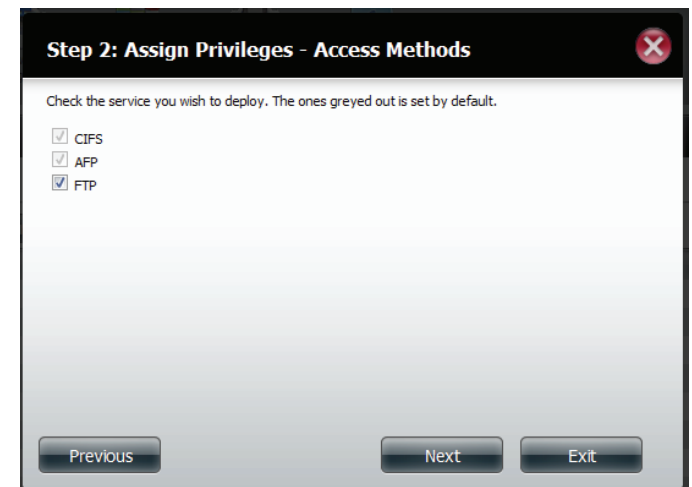 Step 2: Assign Privileges - Access Methods
Check the service you wish to deploy. The ones greyed out is set by default.
CIFS
AFP
FTP
Previous Next Exit